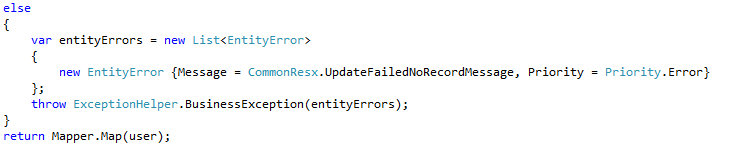 else
{
    var entityErrors = new List<EntityError>
    {
        new EntityError {Message = CommonResx.UpdateFailedNoRecordMessage, Priority = Priority.Error}
    };
    throw ExceptionHelper.BusinessException(entityErrors);
}
return Mapper.Map(user);